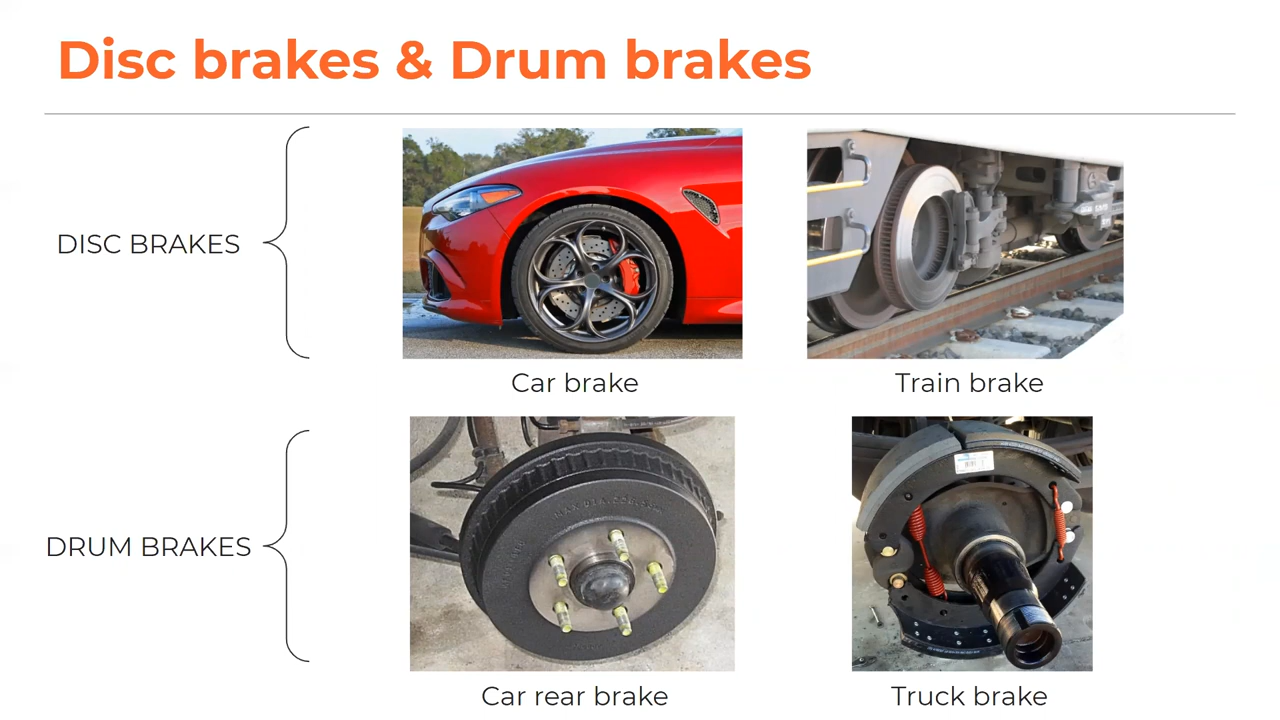 Disc brakes & Drum brakes
DISC BRAKES
Car brake
Train brake
DRUM BRAKES
Car rear brake
Truck brake